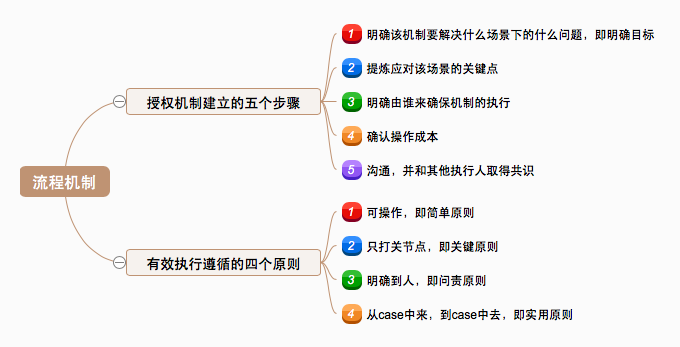 流程机制
授权机制建立的五个步骤
1 明确该机制要解决什么场景下的什么问题，即明确目标
2 提炼应对该场景的关键点
3 明确由谁来确保机制的执行
4 确认操作成本
5 沟通，并和其他执行人取得共识
有效执行遵循的四个原则
1 可操作，即简单原则
2 只打关节点，即关键原则
3 明确到人，即问责原则
4 从case中来，到case中去，即实用原则